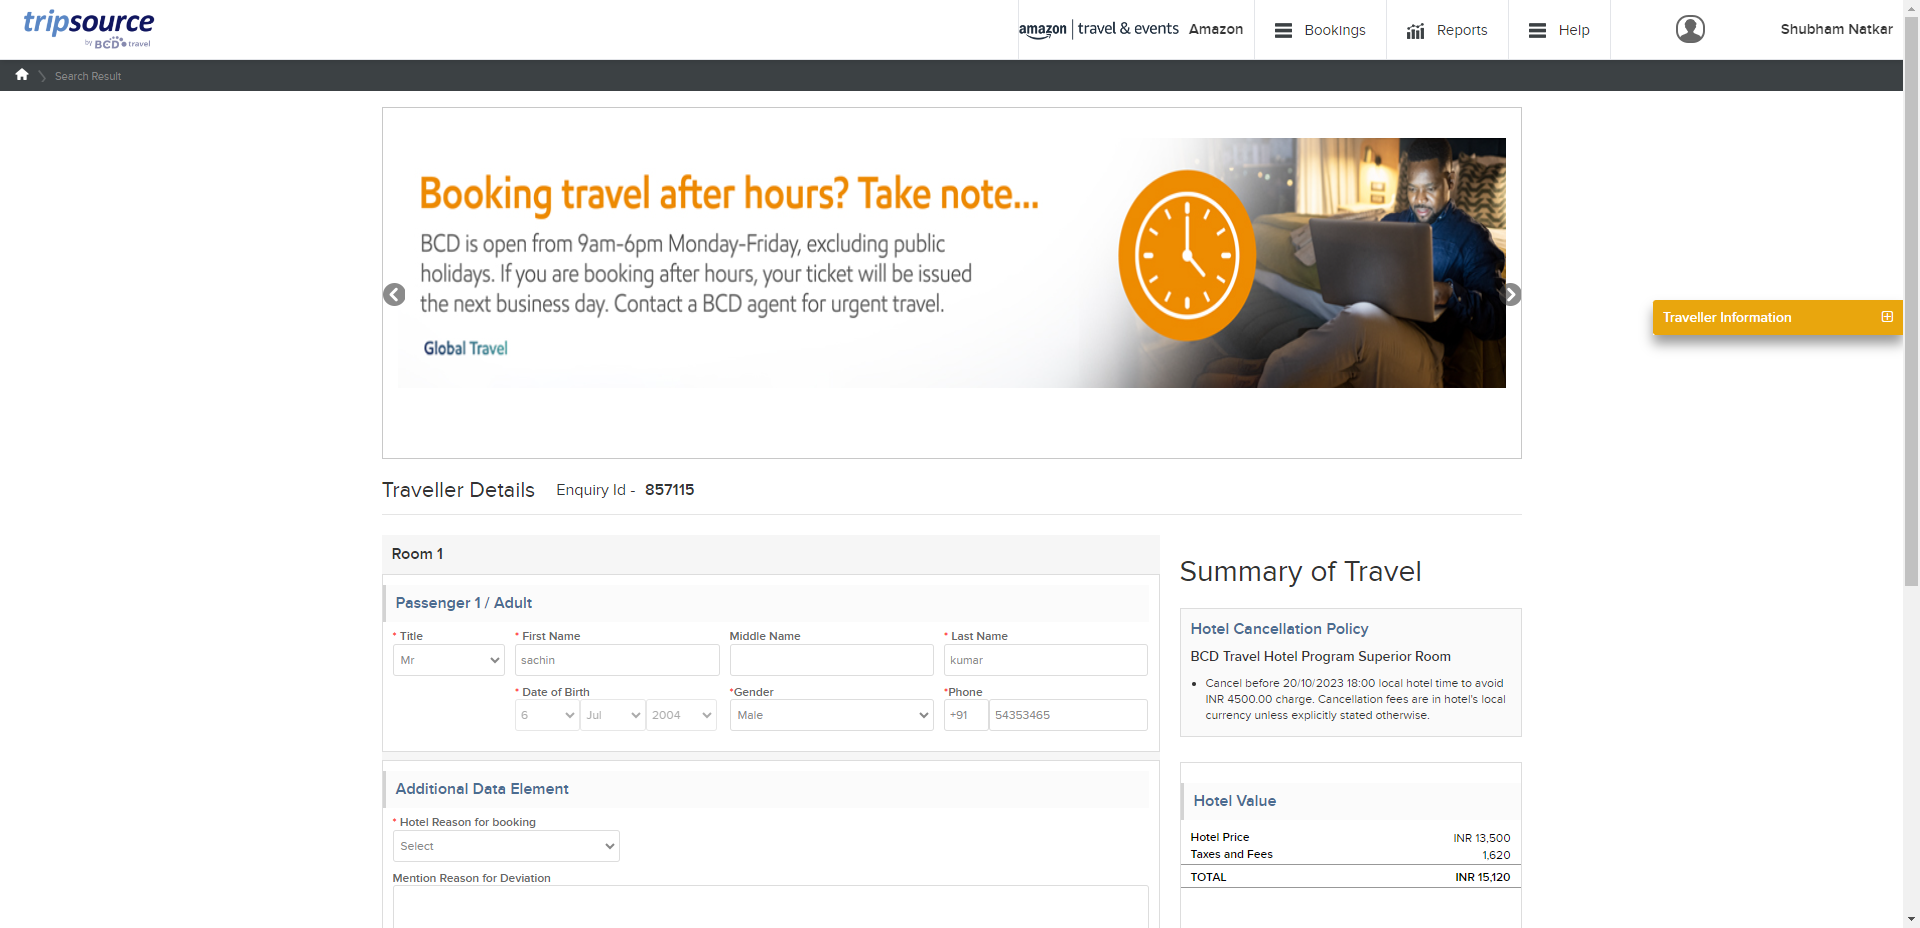 tripsource
by BCD travel
amazon | travel & events Amazon
Bookings
Reports
Help
Shubham Natkar
Search Result
Booking travel after hours? Take note...
BCD is open from 9am-6pm Monday-Friday, excluding public
holidays. If you are booking after hours, your ticket will be issued
the next business day. Contact a BCD agent for urgent travel.
Global Travel
Traveller Information
Traveller Details Enquiry Id - 857115
Room 1
Passenger 1 / Adult
* Title * First Name Middle Name * Last Name
Mr sachin kumar
* Date of Birth *Gender *Phone
6 Jul 2004 Male +91 54353465
Additional Data Element
* Hotel Reason for booking
Select
Mention Reason for Deviation
Summary of Travel
Hotel Cancellation Policy
BCD Travel Hotel Program Superior Room
• Cancel before 20/10/2023 18:00 local hotel time to avoid
INR 4500.00 charge. Cancellation fees are in hotel's local
currency unless explicitly stated otherwise.
Hotel Value
Hotel Price INR 13,500
Taxes and Fees 1,620
TOTAL INR 15,120